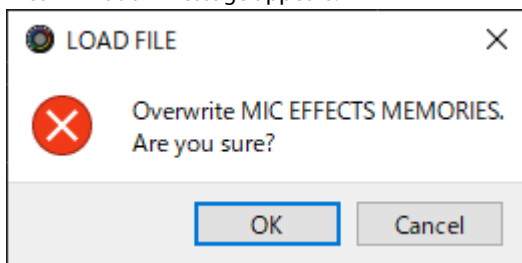 LOAD FILE
Overwrite MIC EFFECTS MEMORIES.
Are you sure?
OK
Cancel